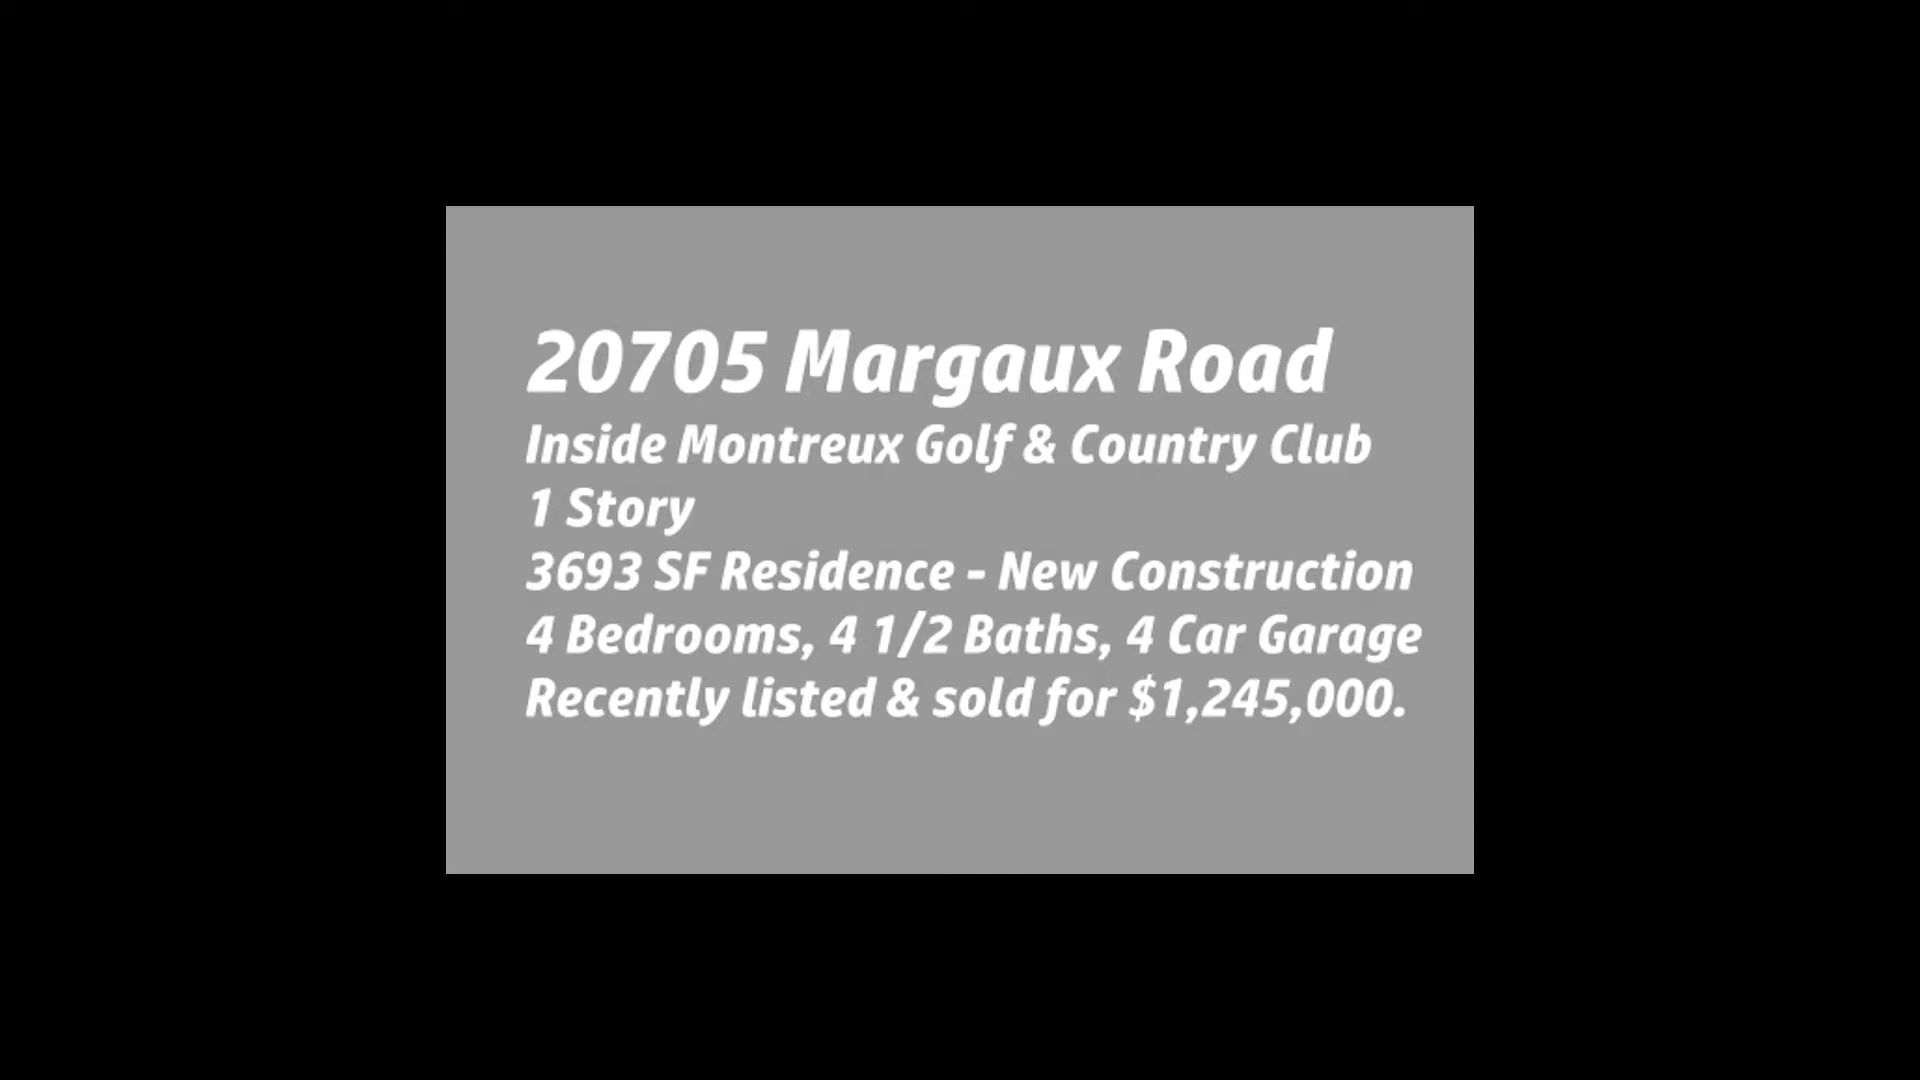 20705 Margaux Road
Inside Montreux Golf & Country Club
1 Story
3693 SF Residence - New Construction
4 Bedrooms, 4 1/2 Baths, 4 Car Garage
Recently listed & sold for $1,245,000.